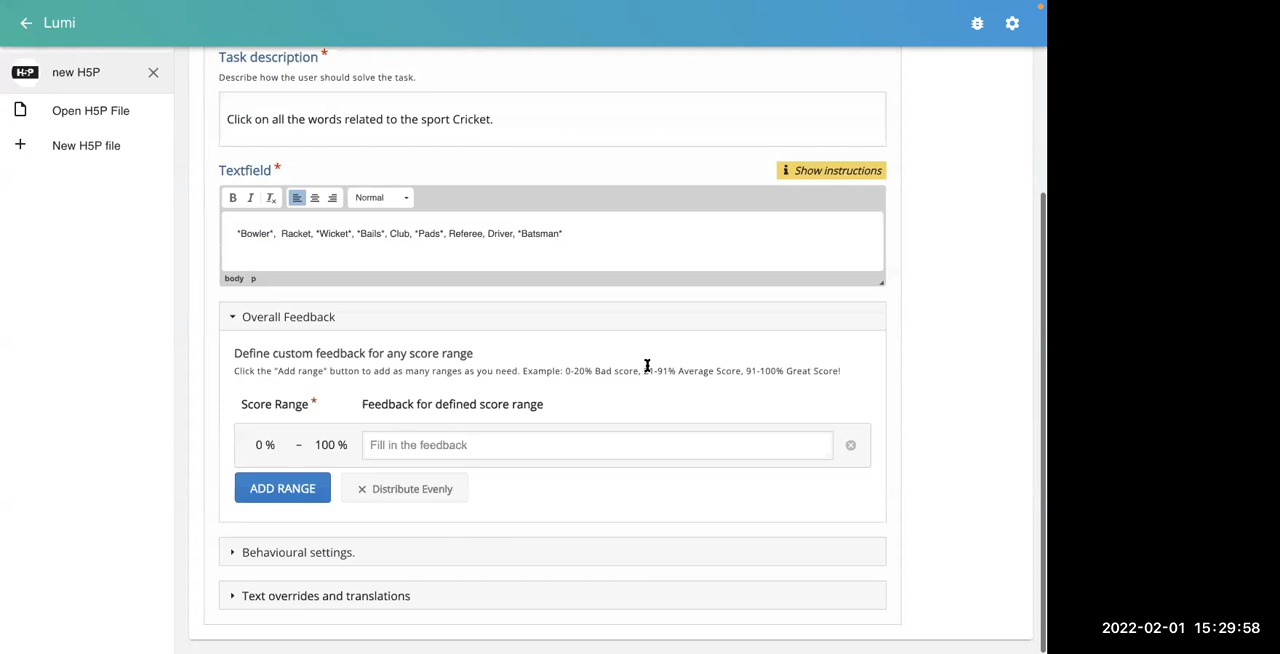 Lumi
H5P new H5P
Open H5P File
New H5P file
Task description *
Describe how the user should solve the task.
Click on all the words related to the sport Cricket.
Textfield *
Show instructions
B I Tx Normal
*Bowler*, Racket, *Wicket*, *Bails*, Club, *Pads*, Referee, Driver, *Batsman*
body p
Overall Feedback
Define custom feedback for any score range
Click the "Add range" button to add as many ranges as you need. Example: 0-20% Bad score, 21-91% Average Score, 91-100% Great Score!
Score Range * Feedback for defined score range
0 % – 100 % Fill in the feedback
ADD RANGE Distribute Evenly
Behavioural settings.
Text overrides and translations
2022-02-01 15:29:58